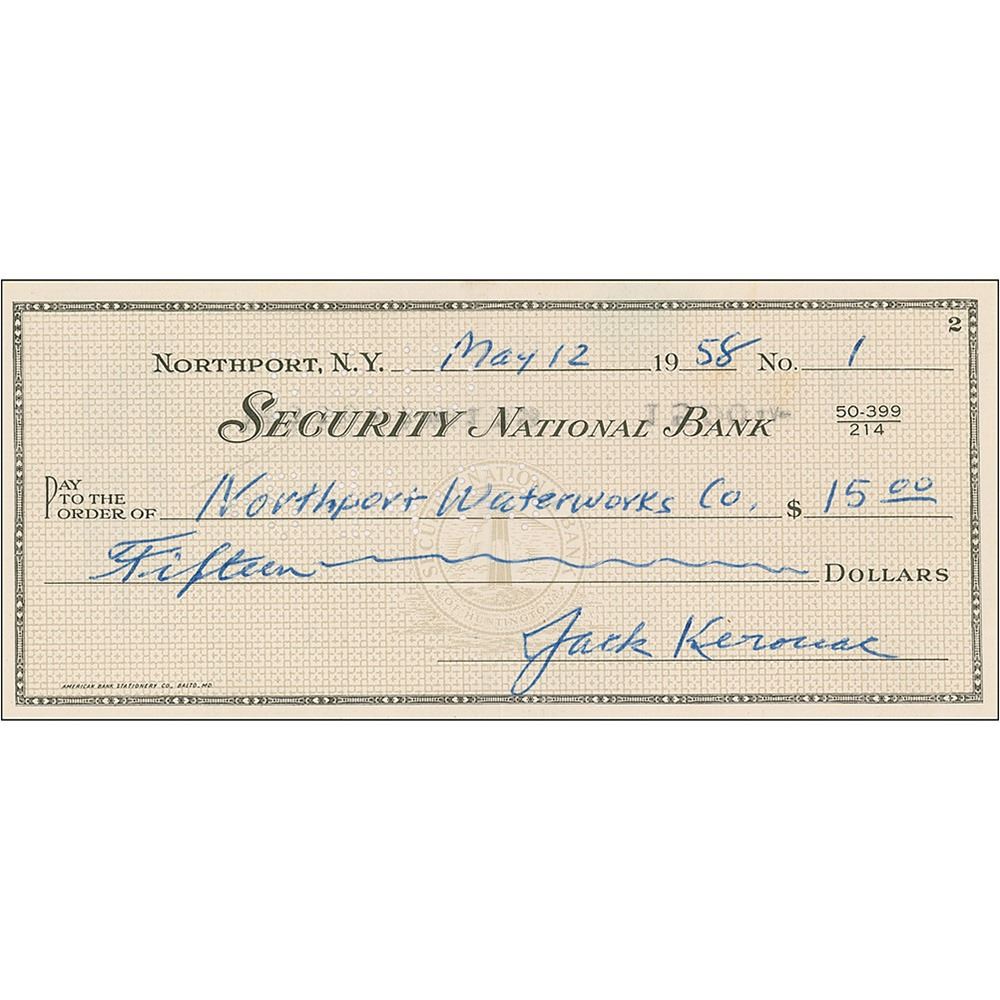 2
NORTHPORT, N.Y. May 12 1958 No. 1
SECURITY NATIONAL BANK 50-399
214
PAY TO THE ORDER OF Northport Waterworks Co. $ 15 00
Fifteen DOLLARS
Jack Kerouac
AMERICAN BANK STATIONERY CO., BALTO., MD.